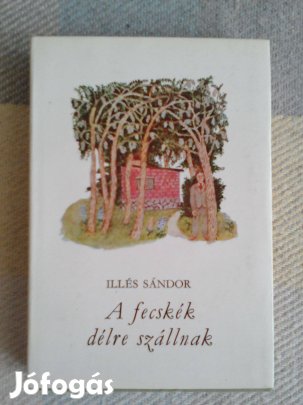 ILLÉS SÁNDOR
A fecskék
délre szállnak
Jófogás